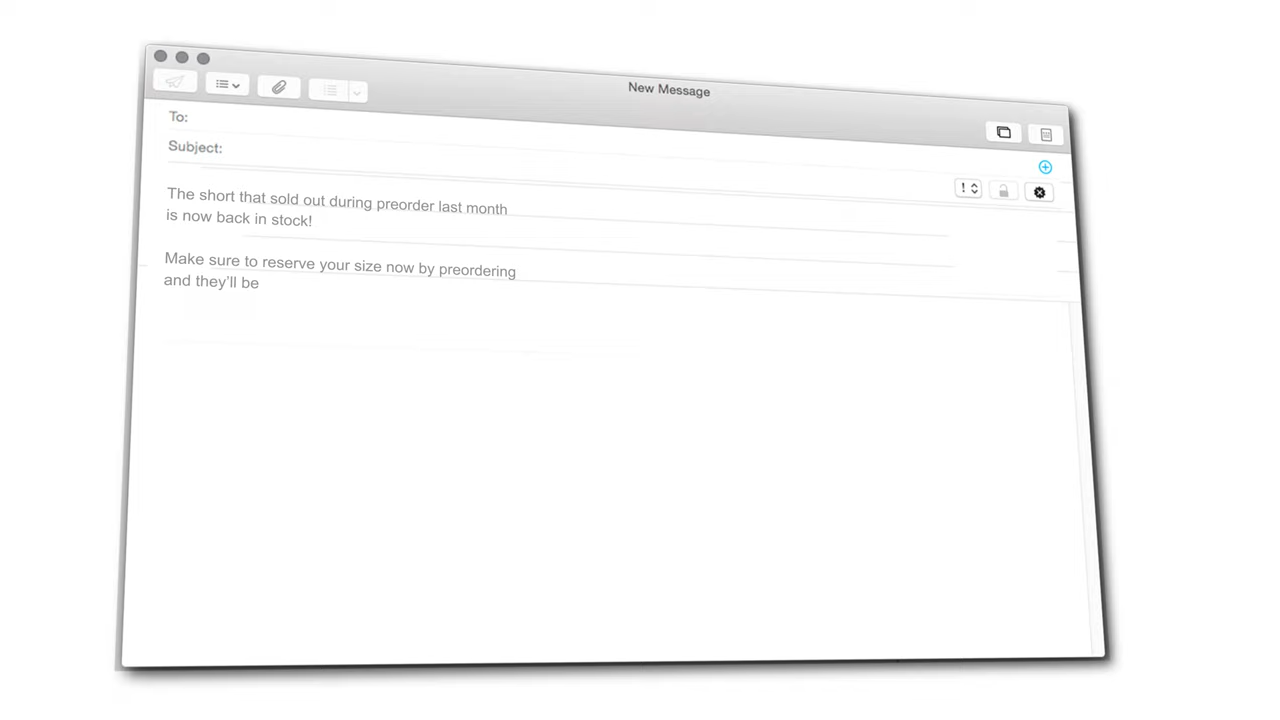 New Message
To:
Subject:
The short that sold out during preorder last month
is now back in stock!
Make sure to reserve your size now by preordering
and they'll be